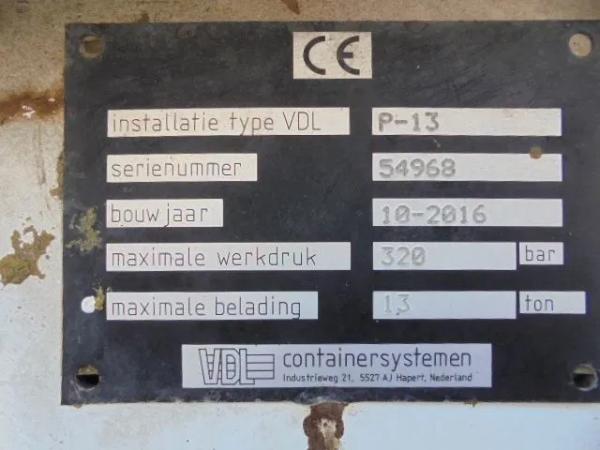 CE
installatie type VDL P-13
serienummer 54968
bouwjaar 10-2016
maximale werkdruk 320 bar
maximale belading 13 ton
VDL containersystemen
Industrieweg 21, 5527 AJ Hapert, Nederland